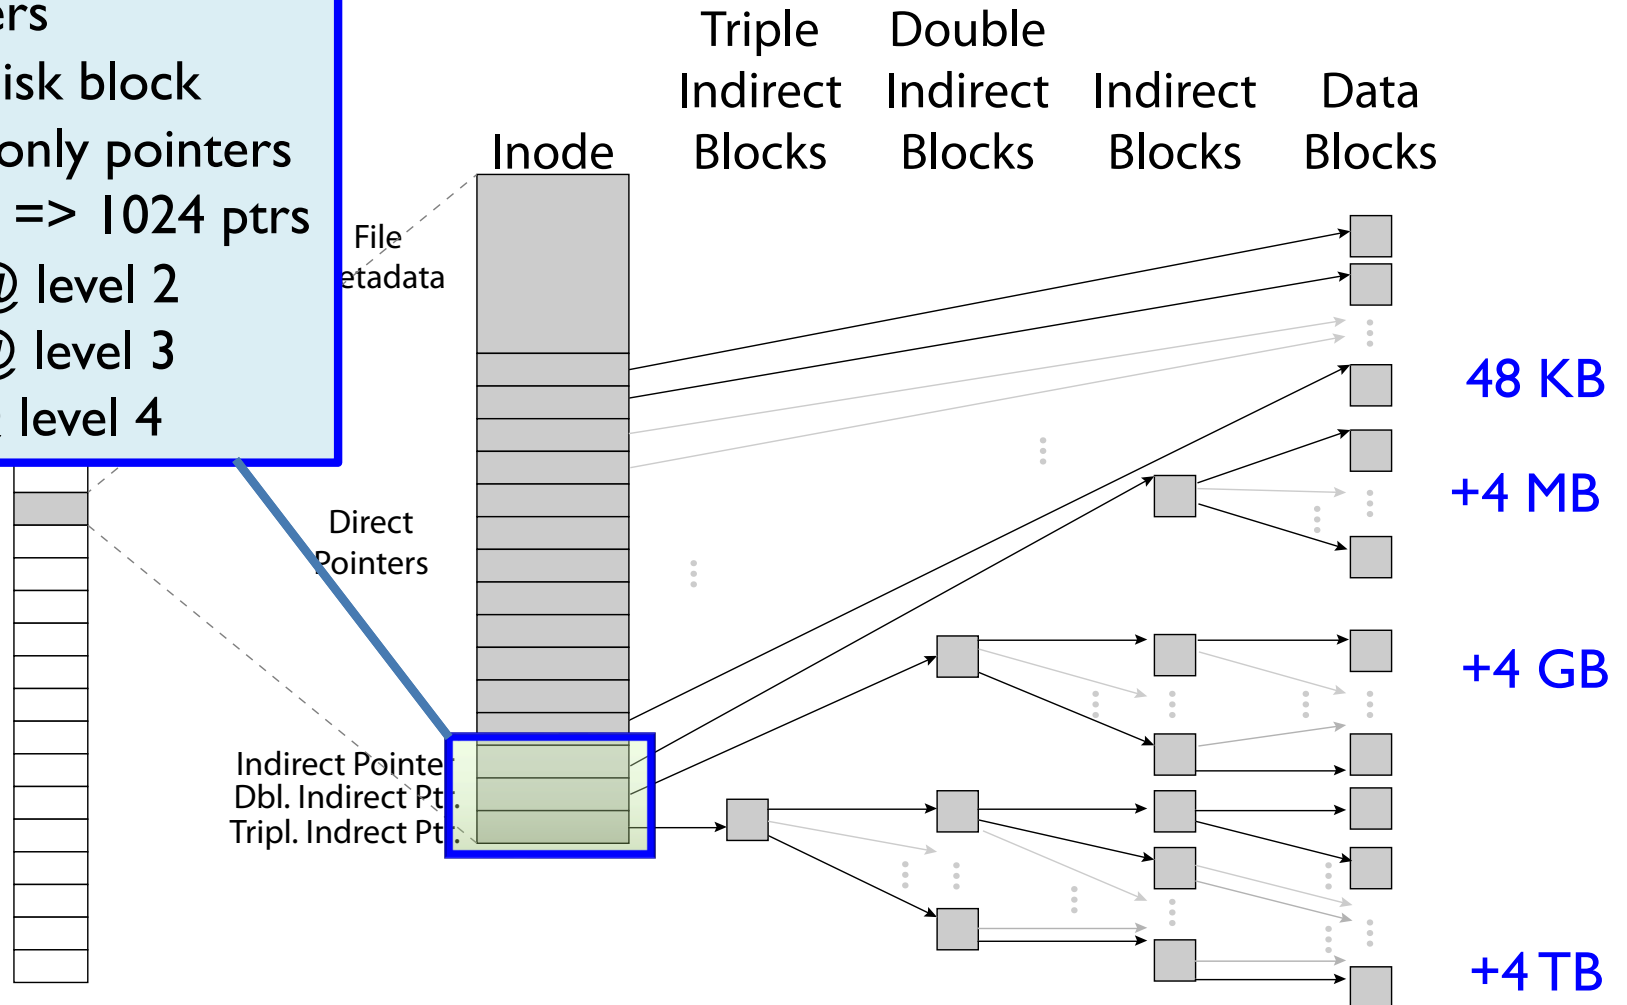 ers
isk block
only pointers
=> 1024 ptrs
@ level 2
@ level 3
level 4
Triple
Indirect
Blocks
Double
Indirect
Blocks
Indirect
Blocks
Data
Blocks
Inode
File
etadata
Direct
Pointers
Indirect Pointe
Dbl. Indirect Pt.
Tripl. Indrect Pt.
48 KB
+4 MB
+4 GB
+4 TB